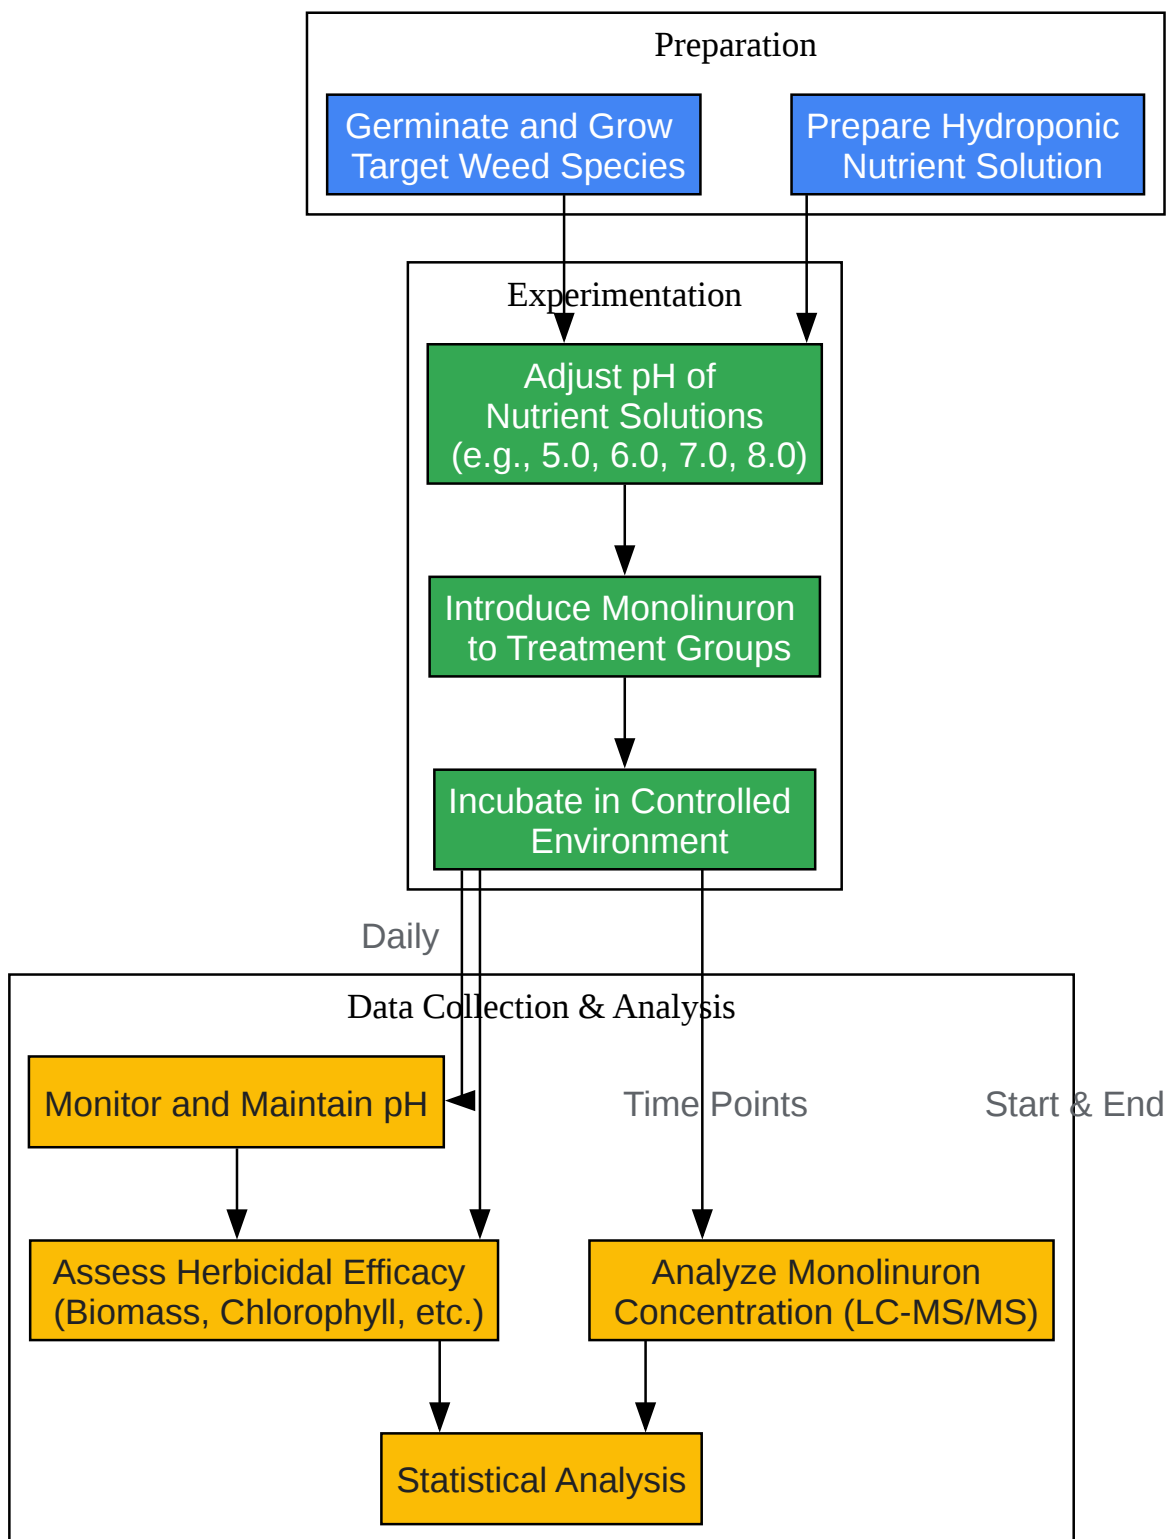 Preparation
Germinate and Grow
Target Weed Species
Prepare Hydroponic
Nutrient Solution
Experimentation
Adjust pH of
Nutrient Solutions
(e.g., 5.0, 6.0, 7.0, 8.0)
Introduce Monolinuron
to Treatment Groups
Incubate in Controlled
Environment
Daily
Data Collection & Analysis
Monitor and Maintain pH
Time Points
Start & End
Assess Herbicidal Efficacy
(Biomass, Chlorophyll, etc.)
Analyze Monolinuron
Concentration (LC-MS/MS)
Statistical Analysis